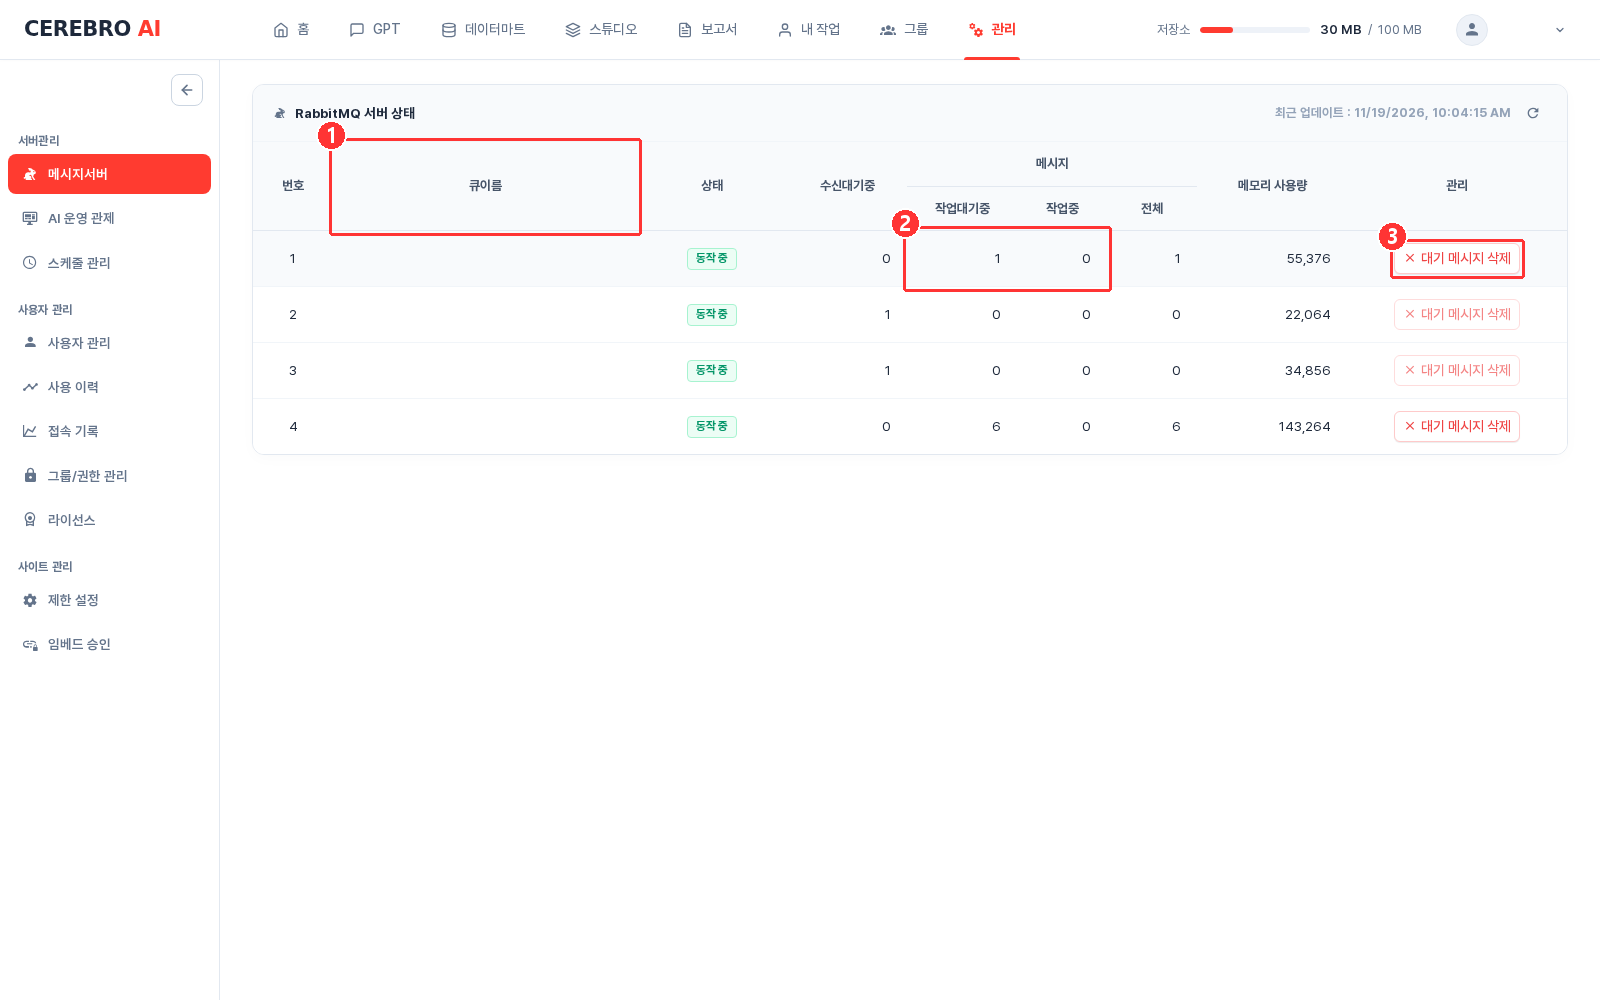 CEREBRO AI
홈
GPT
데이터마트
스튜디오
보고서
내 작업
그룹
관리
저장소
30 MB / 100 MB
서버관리
메시지서버
AI 운영 관제
스케줄 관리
사용자 관리
사용자 관리
사용 이력
접속 기록
그룹/권한 관리
라이선스
사이트 관리
제한 설정
임베드 승인
RabbitMQ 서버 상태
최근 업데이트 : 11/19/2026, 10:04:15 AM
1
번호 큐이름 상태 수신대기중 메시지 메모리 사용량 관리
작업대기중 작업중 전체
2
3
1 동작중 0 1 0 1 55,376 대기 메시지 삭제
2 동작중 1 0 0 0 22,064 대기 메시지 삭제
3 동작중 1 0 0 0 34,856 대기 메시지 삭제
4 동작중 0 6 0 6 143,264 대기 메시지 삭제